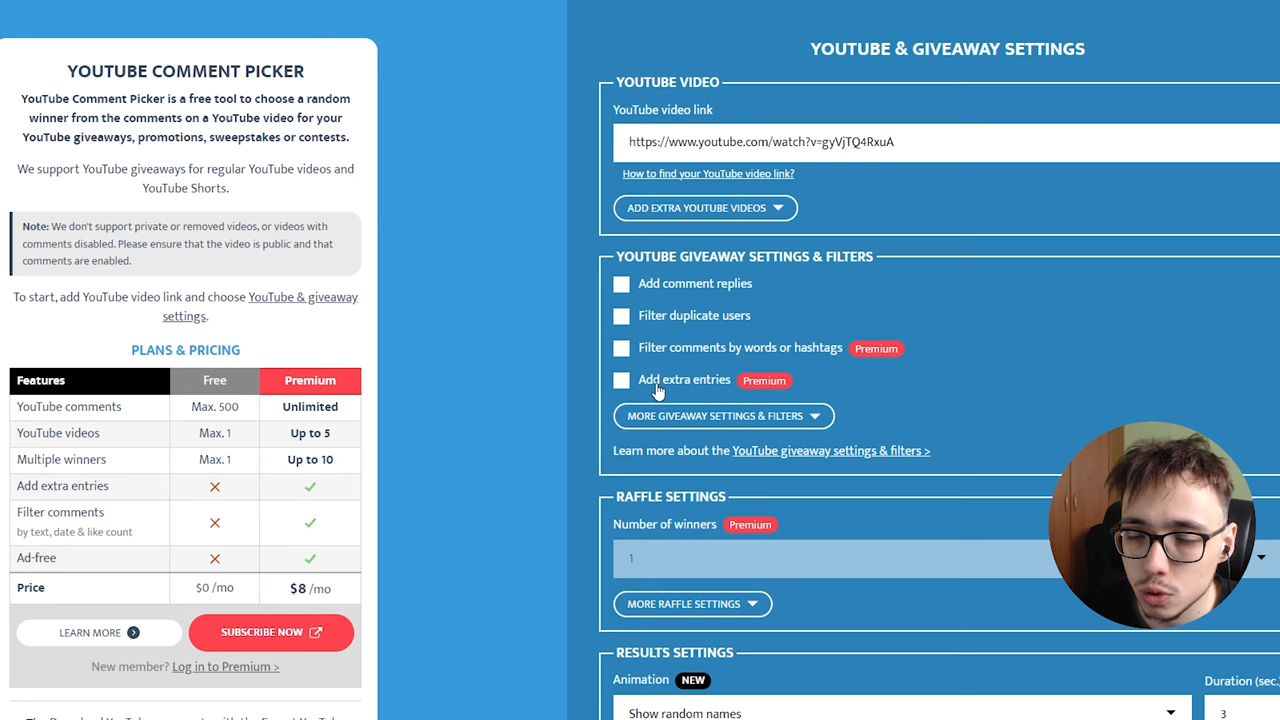 YOUTUBE COMMENT PICKER
YouTube Comment Picker is a free tool to choose a random
winner from the comments on a YouTube video for your
YouTube giveaways, promotions, sweepstakes or contests.
We support YouTube giveaways for regular YouTube videos and
YouTube Shorts.
Note: We don't support private or removed videos, or videos with
comments disabled. Please ensure that the video is public and that
comments are enabled.
To start, add YouTube video link and choose YouTube & giveaway
settings.
PLANS & PRICING
Features Free Premium
YouTube comments Max. 500 Unlimited
YouTube videos Max. 1 Up to 5
Multiple winners Max. 1 Up to 10
Add extra entries
Filter comments
by text, date & like count
Ad-free
Price $0 /mo $8 /mo
LEARN MORE SUBSCRIBE NOW
New member? Log in to Premium >
YOUTUBE & GIVEAWAY SETTINGS
YOUTUBE VIDEO
YouTube video link
https://www.youtube.com/watch?v=gyVjTQ4RxuA
How to find your YouTube video link?
ADD EXTRA YOUTUBE VIDEOS
YOUTUBE GIVEAWAY SETTINGS & FILTERS
Add comment replies
Filter duplicate users
Filter comments by words or hashtags Premium
Add extra entries Premium
MORE GIVEAWAY SETTINGS & FILTERS
Learn more about the YouTube giveaway settings & filters >
RAFFLE SETTINGS
Number of winners Premium
1
MORE RAFFLE SETTINGS
RESULTS SETTINGS
Animation NEW Duration (sec.
Show random names 3